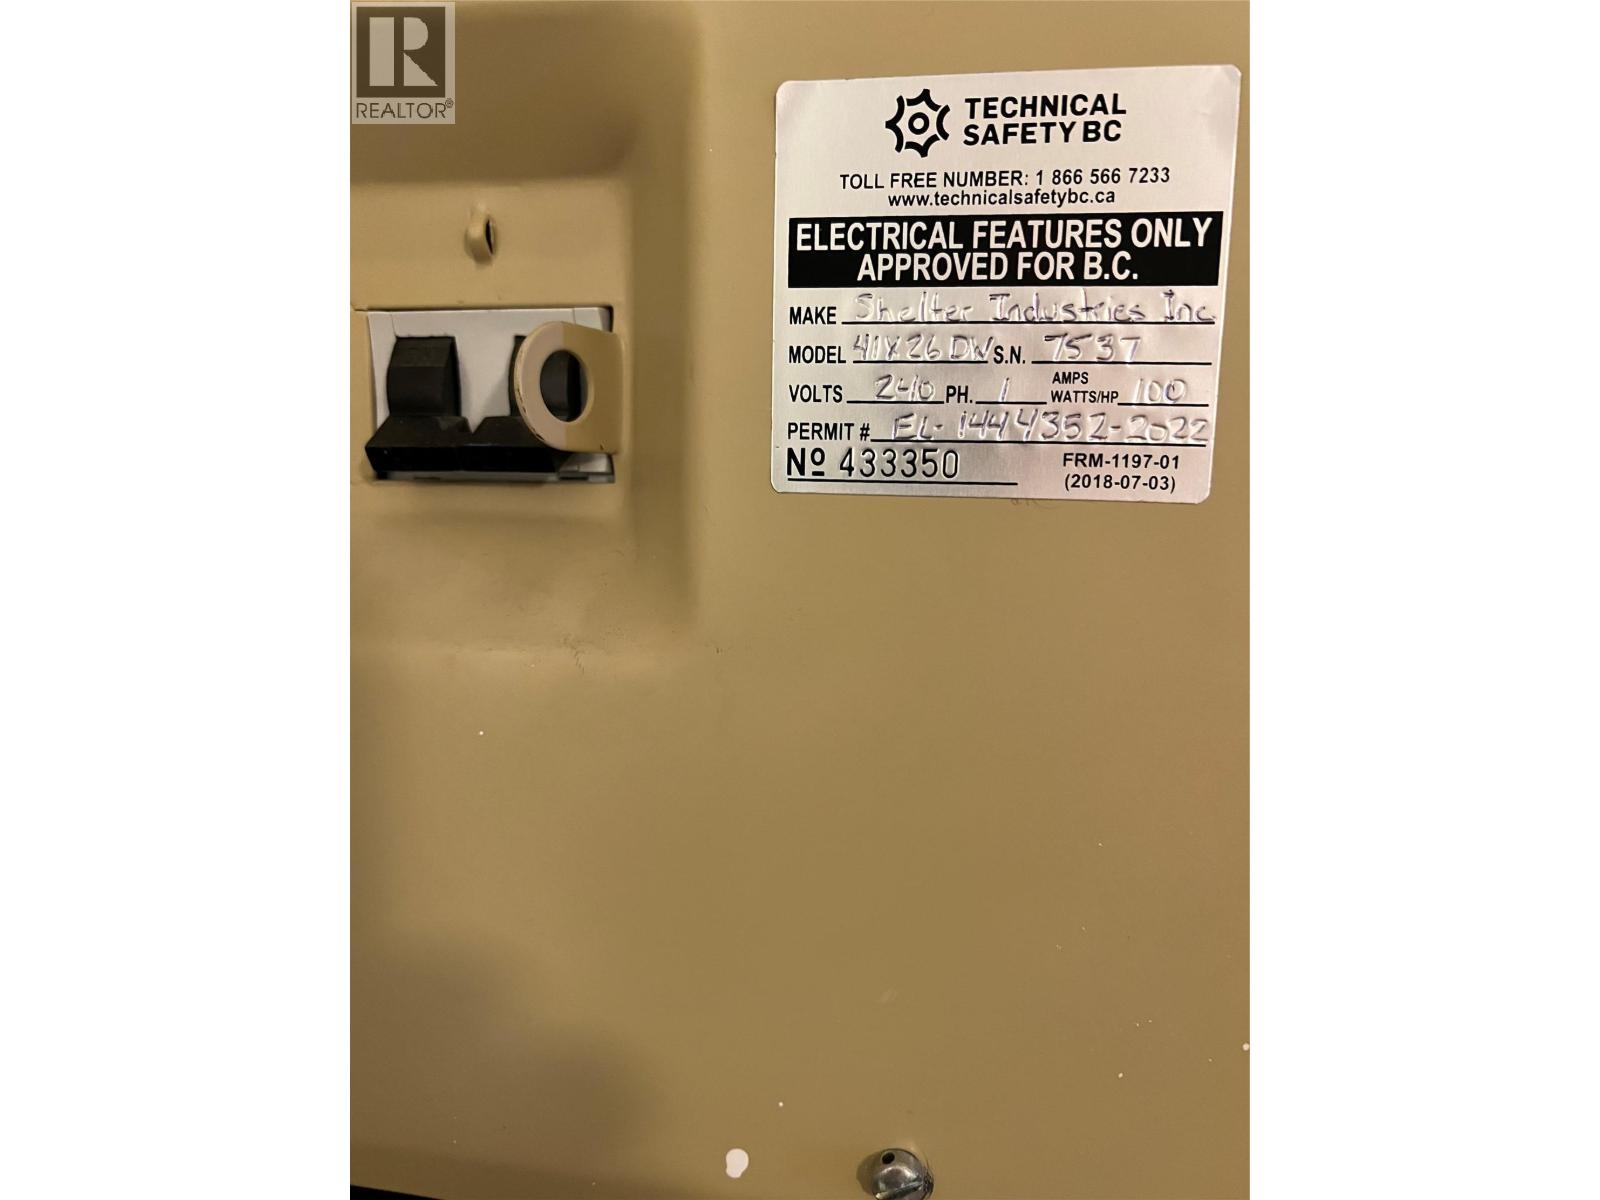 R
REALTOR®
TECHNICAL
SAFETY BC
TOLL FREE NUMBER: 1 866 566 7233
www.technicalsafetybc.ca
ELECTRICAL FEATURES ONLY
APPROVED FOR B.C.
MAKE Shelter Industries Inc
MODEL 41x26 DW S.N. 7537
VOLTS 240 PH. 1 AMPS WATTS/HP 100
PERMIT # EL-1444352-2022
Nº 433350 FRM-1197-01
(2018-07-03)